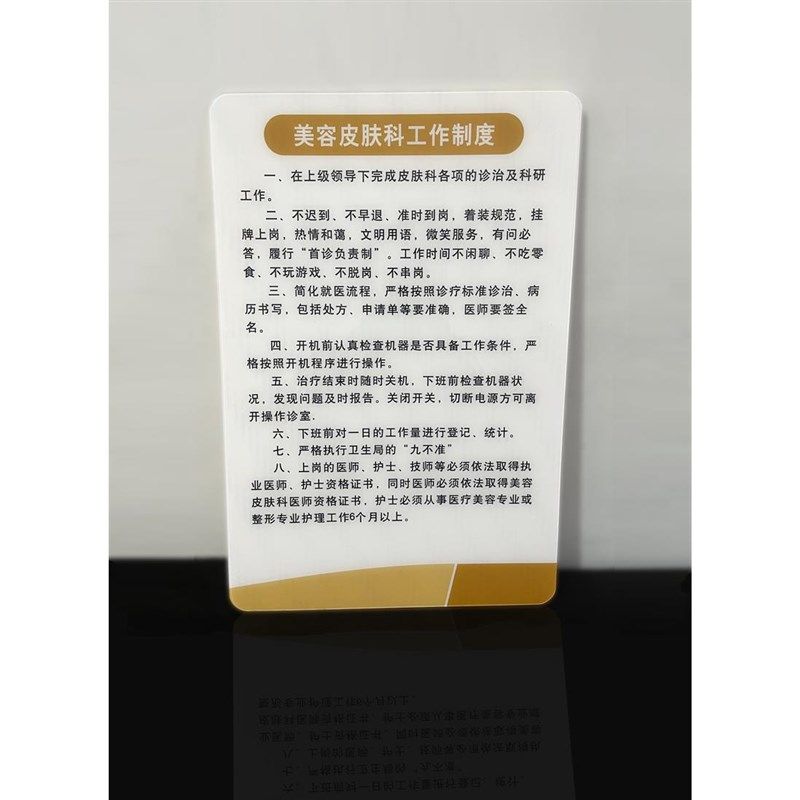 美容皮肤科工作制度
一、在上级领导下完成皮肤科各项的诊治及科研
工作。
二、不迟到、不早退、准时到岗，着装规范，挂
牌上岗，热情和蔼，文明用语，微笑服务，有问必
答，履行“首诊负责制”。工作时间不闲聊、不吃零
食、不玩游戏、不脱岗、不串岗。
三、简化就医流程，严格按照诊疗标准诊治、病
历书写，包括处方、申请单等要准确，医师要签全
名。
四、开机前认真检查机器是否具备工作条件，严
格按照开机程序进行操作。
五、治疗结束时随时关机，下班前检查机器状
况，发现问题及时报告。关闭开关，切断电源方可离
开操作诊室.
六、下班前对一日的工作量进行登记、统计。
七、严格执行卫生局的“九不准”
八、上岗的医师、护士、技师等必须依法取得执
业医师、护士资格证书，同时医师必须依法取得美容
皮肤科医师资格证书，护士必须从事医疗美容专业或
整形专业护理工作6个月以上。